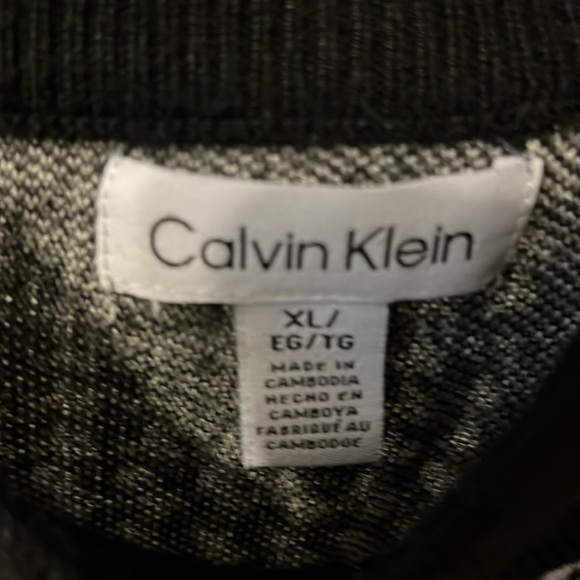 Calvin Klein
XL/
EG/TG
MADE IN
CAMBODIA
HECHO EN
CAMBOYA
FABRIQUÉ AU
CAMBODGE